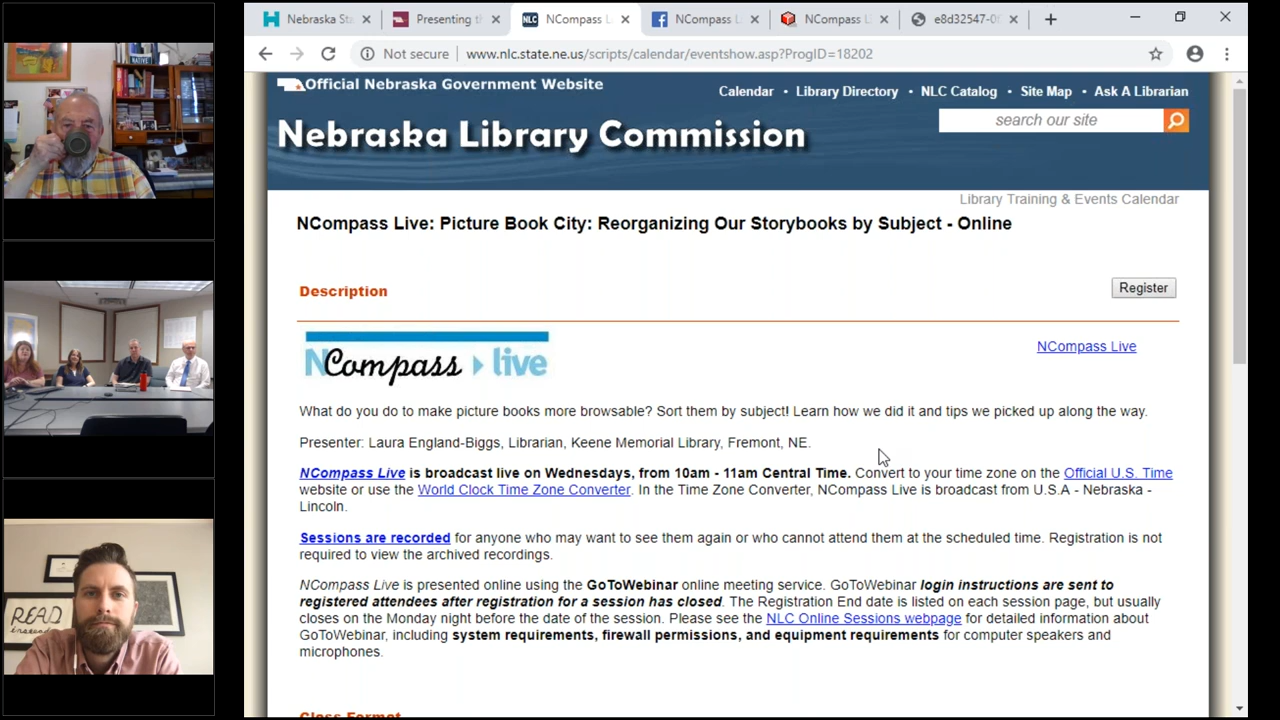 Nebraska Sta
Presenting th
NCompass Li
NCompass L
NCompass Li
e8d32547-0
Not secure
www.nlc.state.ne.us/scripts/calendar/eventshow.asp?ProgID=18202
Official Nebraska Government Website
Calendar • Library Directory • NLC Catalog • Site Map • Ask A Librarian
Nebraska Library Commission
search our site
Library Training & Events Calendar
NCompass Live: Picture Book City: Reorganizing Our Storybooks by Subject - Online
Description
Register
NCompass live
NCompass Live
What do you do to make picture books more browsable? Sort them by subject! Learn how we did it and tips we picked up along the way.
Presenter: Laura England-Biggs, Librarian, Keene Memorial Library, Fremont, NE.
NCompass Live is broadcast live on Wednesdays, from 10am - 11am Central Time. Convert to your time zone on the Official U.S. Time
website or use the World Clock Time Zone Converter. In the Time Zone Converter, NCompass Live is broadcast from U.S.A - Nebraska -
Lincoln.
Sessions are recorded for anyone who may want to see them again or who cannot attend them at the scheduled time. Registration is not
required to view the archived recordings.
NCompass Live is presented online using the GoToWebinar online meeting service. GoToWebinar login instructions are sent to
registered attendees after registration for a session has closed. The Registration End date is listed on each session page, but usually
closes on the Monday night before the date of the session. Please see the NLC Online Sessions webpage for detailed information about
GoToWebinar, including system requirements, firewall permissions, and equipment requirements for computer speakers and
microphones.
Class Format
NATIVE
READ